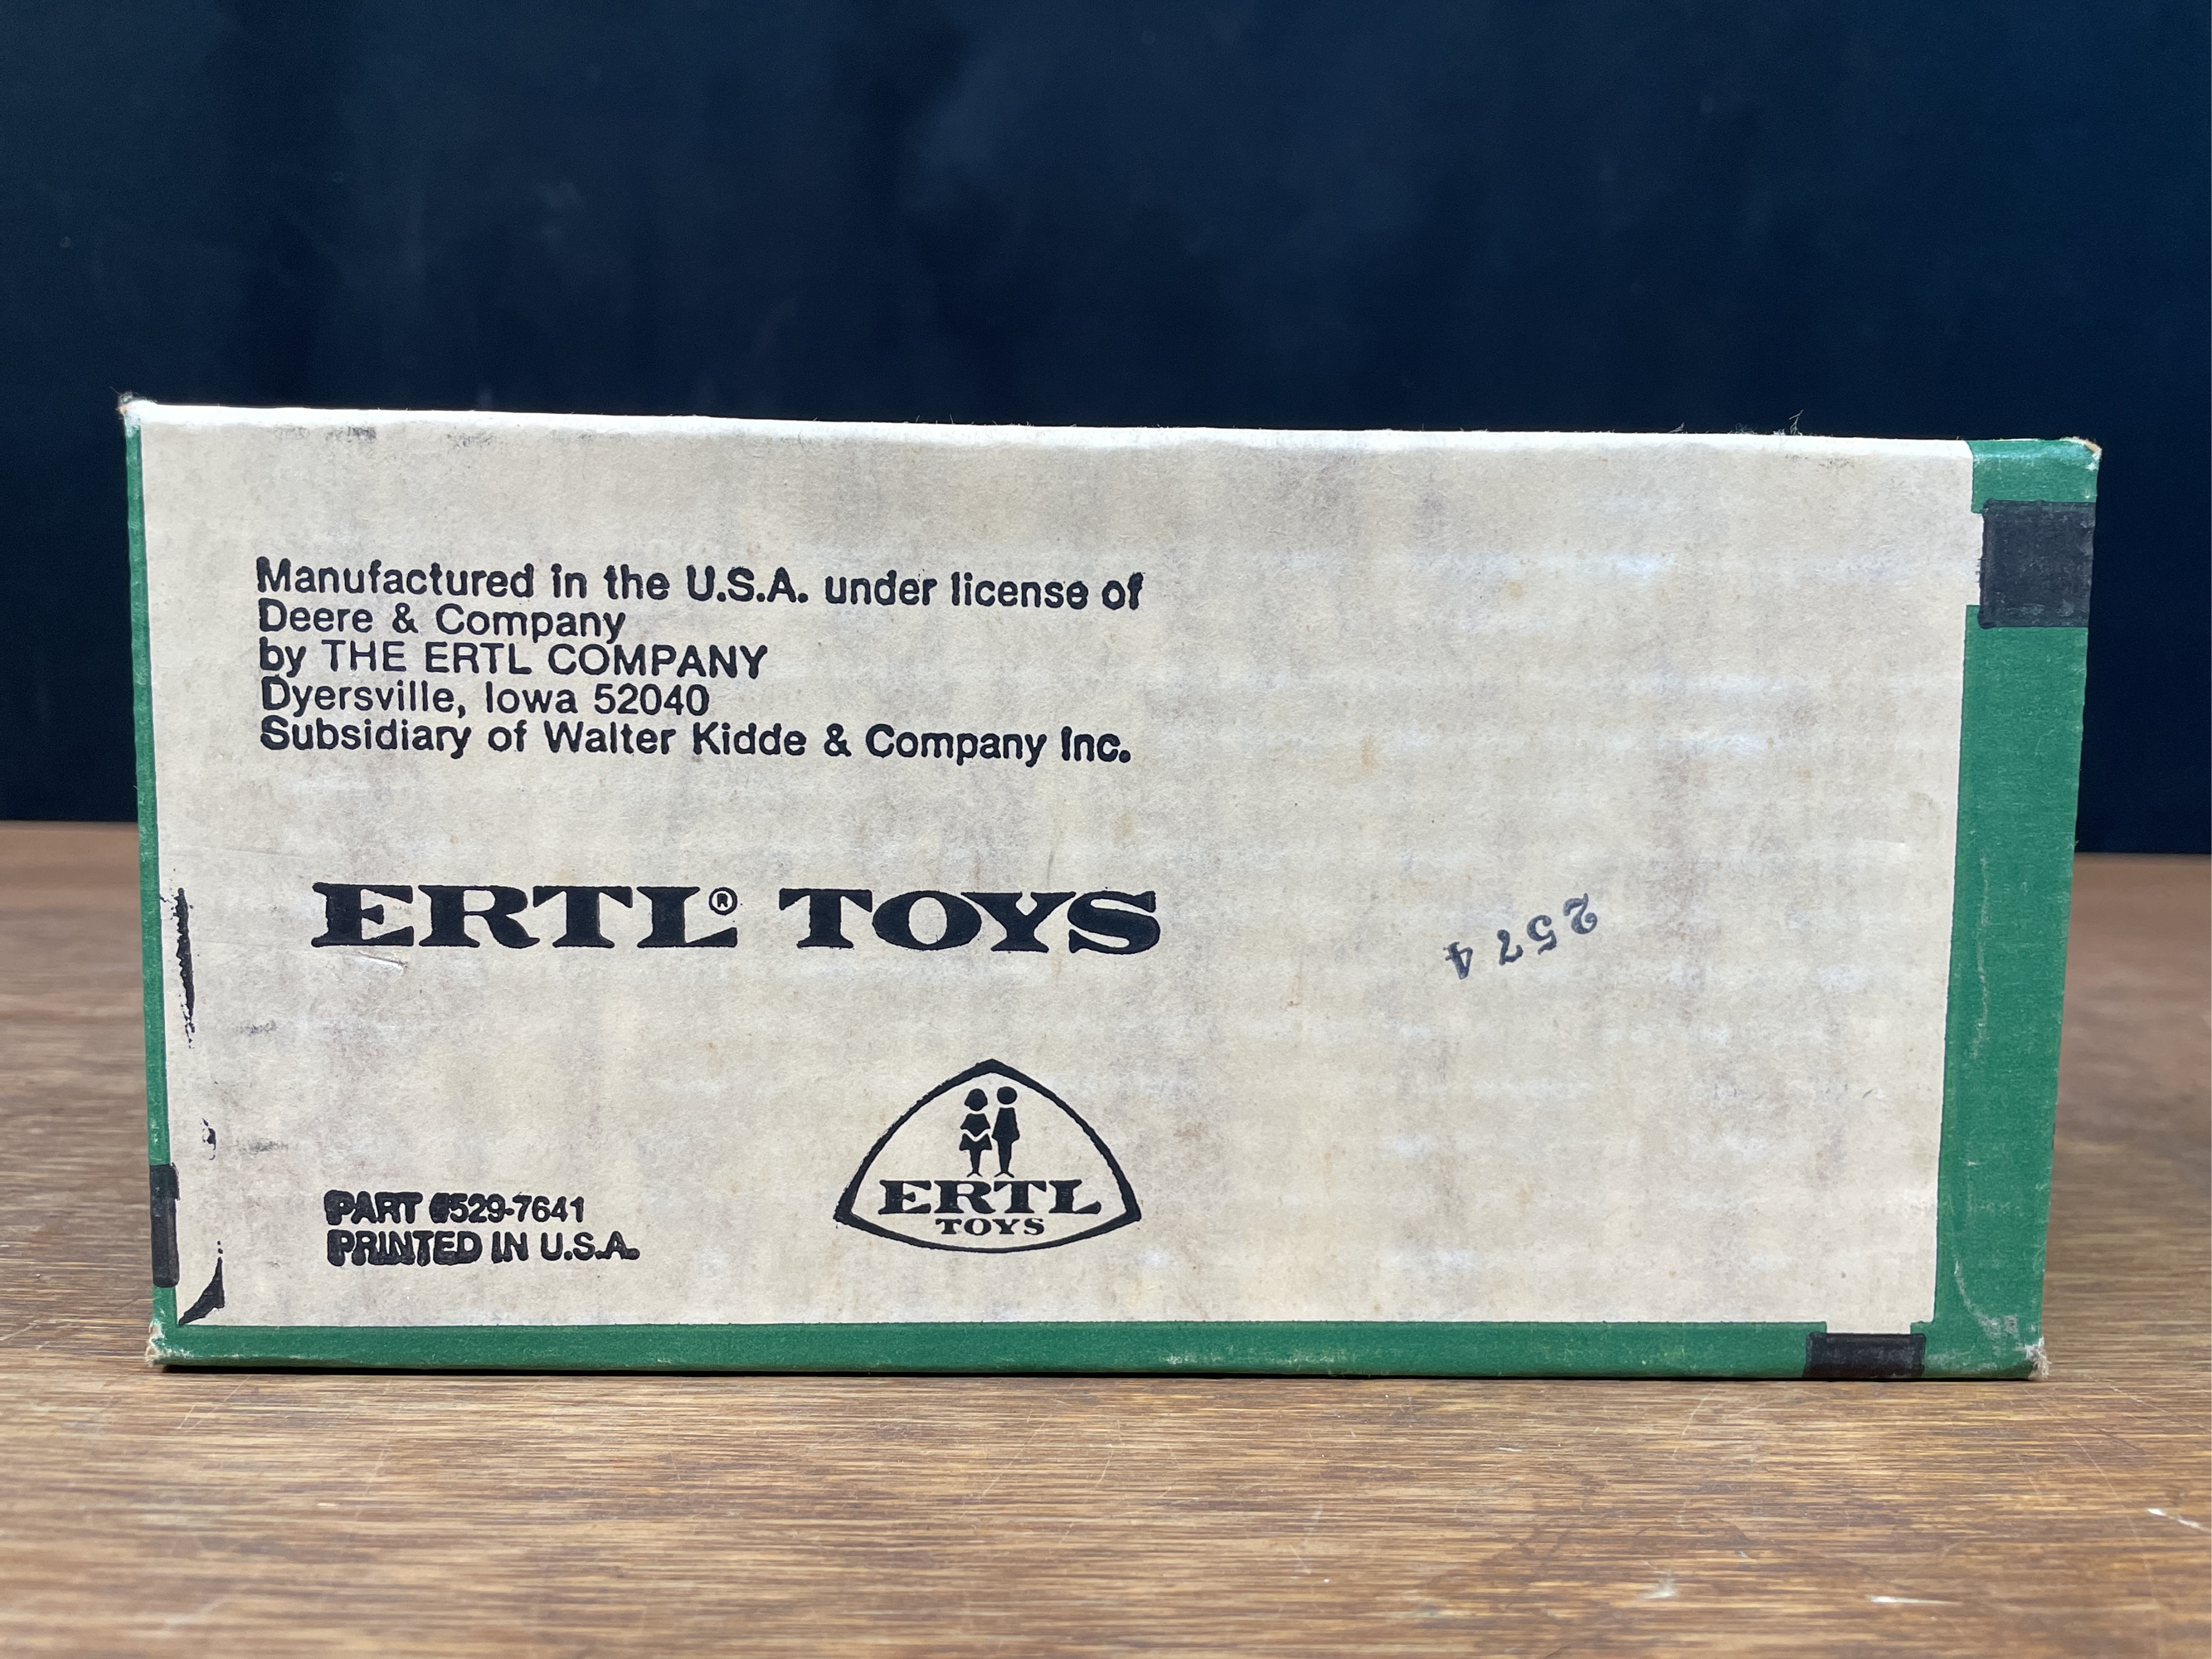 Manufactured in the U.S.A. under license of
Deere & Company
by THE ERTL COMPANY
Dyersville, Iowa 52040
Subsidiary of Walter Kidde & Company Inc.
ERTL® TOYS
2574
ERTL
TOYS
PART #529-7641
PRINTED IN U.S.A.